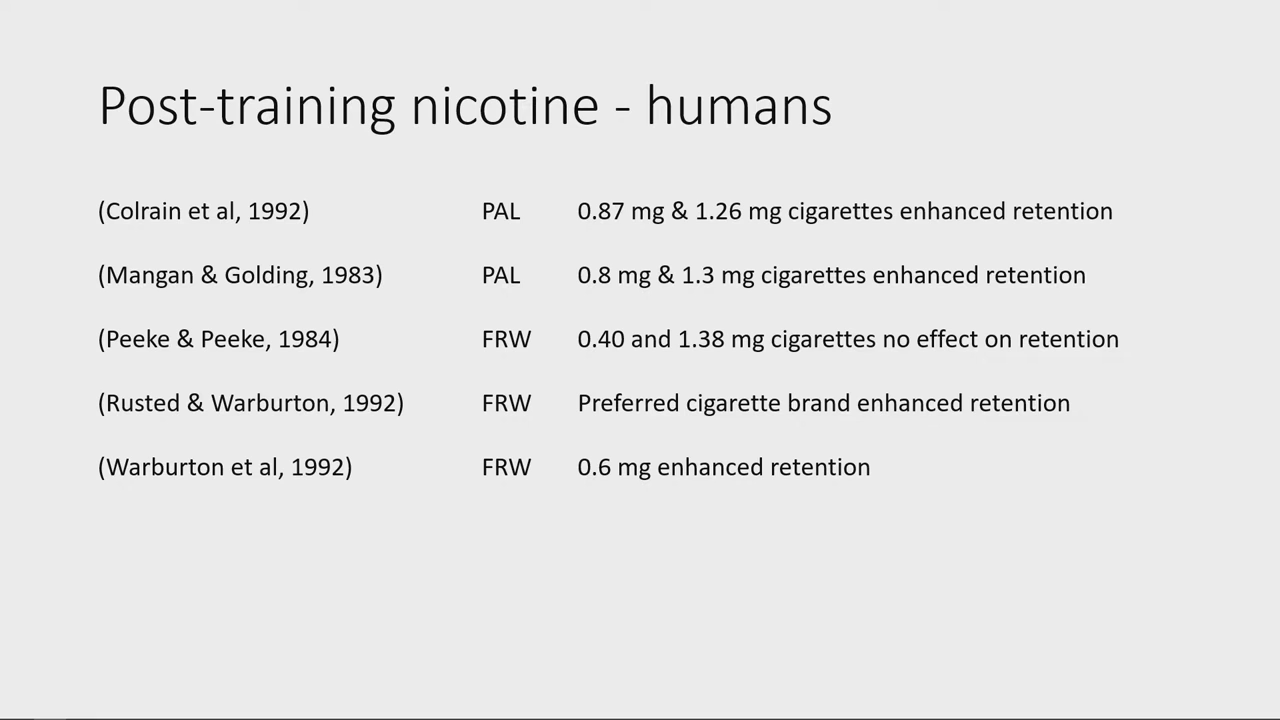 Post-training nicotine - humans
(Colrain et al, 1992) PAL 0.87 mg & 1.26 mg cigarettes enhanced retention
(Mangan & Golding, 1983) PAL 0.8 mg & 1.3 mg cigarettes enhanced retention
(Peeke & Peeke, 1984) FRW 0.40 and 1.38 mg cigarettes no effect on retention
(Rusted & Warburton, 1992) FRW Preferred cigarette brand enhanced retention
(Warburton et al, 1992) FRW 0.6 mg enhanced retention